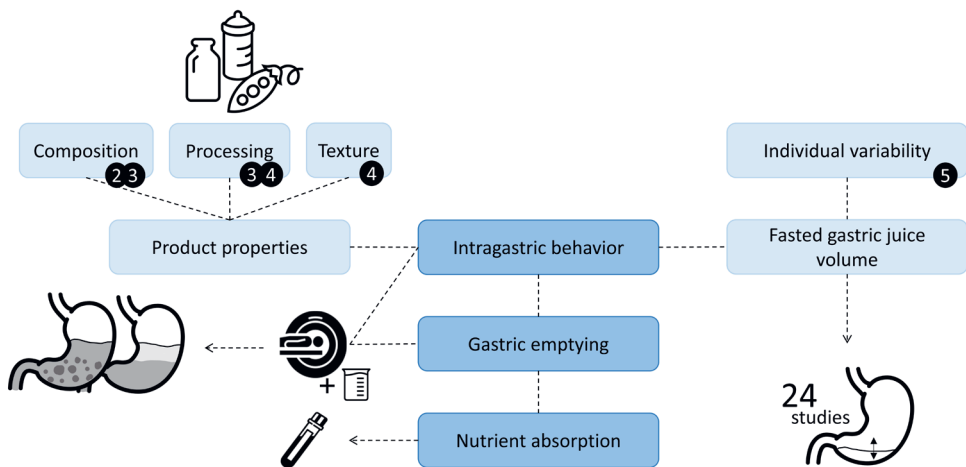 Composition
2 3
Processing
3 4
Texture
4
Individual variability
5
Product properties
Intragastric behavior
Fasted gastric juice
volume
Gastric emptying
+
24
studies
Nutrient absorption